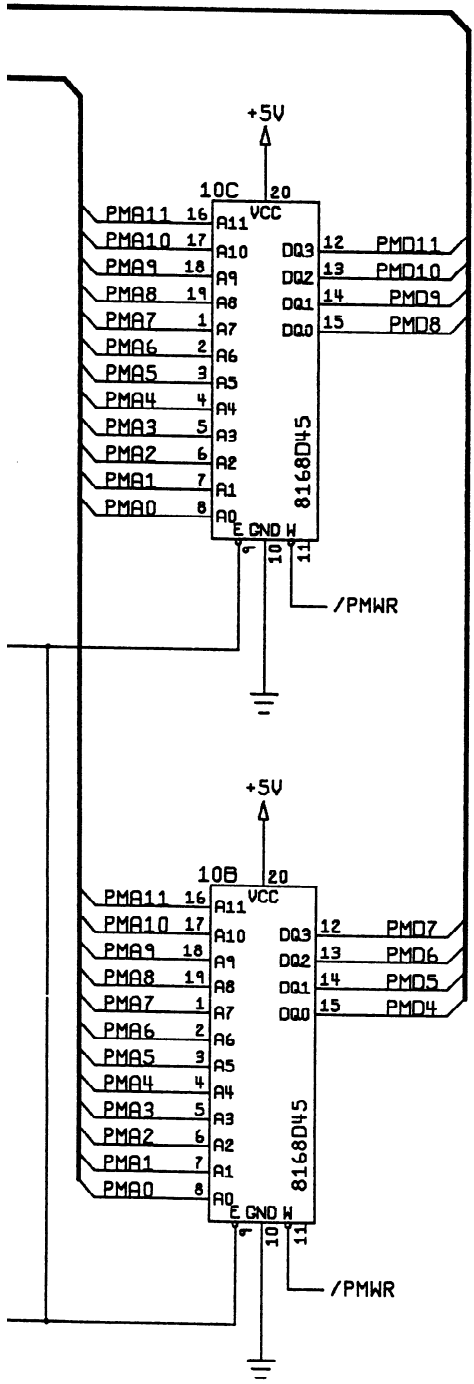 +5V
10C 20
VCC
PMA11 16 A11
PMA10 17 A10 DQ3 12 PMD11
PMA9 18 A9 DQ2 13 PMD10
PMA8 19 A8 DQ1 14 PMD9
PMA7 1 A7 DQ0 15 PMD8
PMA6 2 A6
PMA5 3 A5
PMA4 4 A4
PMA3 5 A3
PMA2 6 A2
PMA1 7 A1
PMA0 8 A0
8168D45
E GND W
9 10 11
/PMWR
+5V
10B 20
VCC
PMA11 16 A11
PMA10 17 A10 DQ3 12 PMD7
PMA9 18 A9 DQ2 13 PMD6
PMA8 19 A8 DQ1 14 PMD5
PMA7 1 A7 DQ0 15 PMD4
PMA6 2 A6
PMA5 3 A5
PMA4 4 A4
PMA3 5 A3
PMA2 6 A2
PMA1 7 A1
PMA0 8 A0
8168D45
E GND W
9 10 11
/PMWR